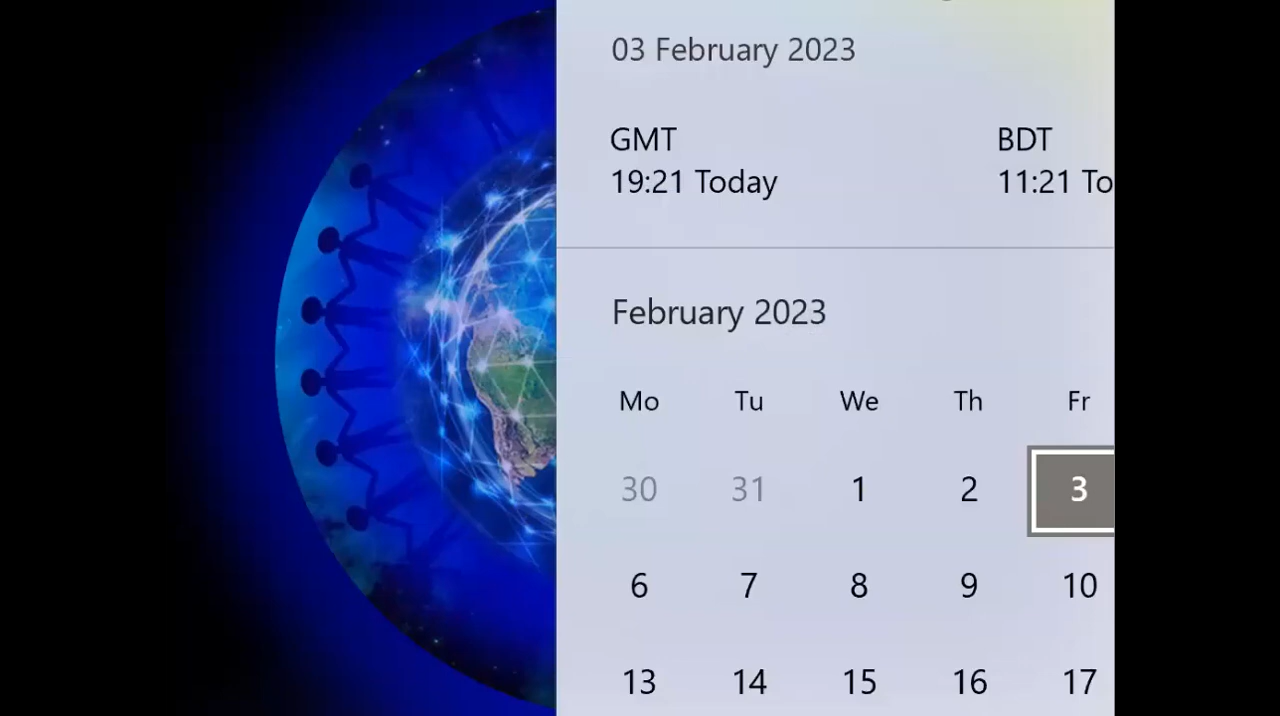 03 February 2023
GMT BDT
19:21 Today 11:21 To
February 2023
Mo Tu We Th Fr
30 31 1 2 3
6 7 8 9 10
13 14 15 16 17